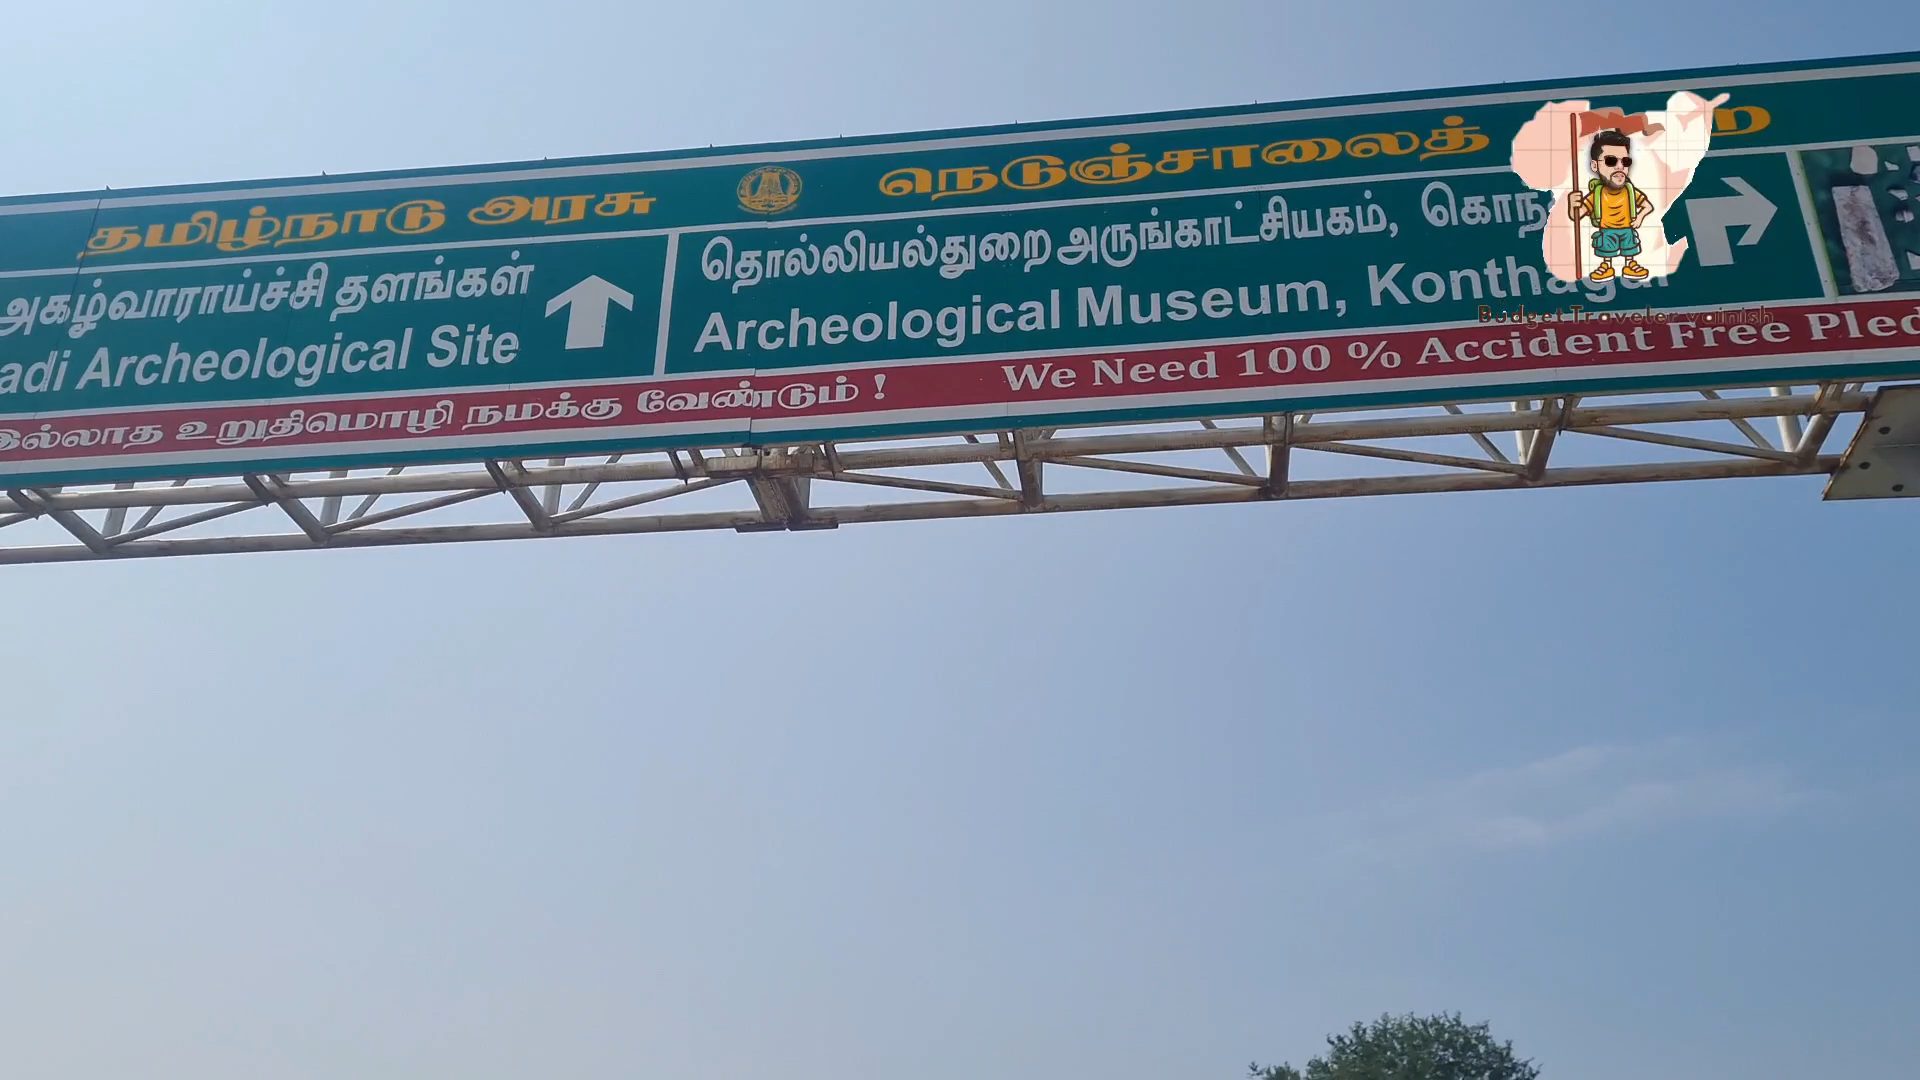 தமிழ்நாடு அரசு நெடுஞ்சாலைத்
அகழ்வாராய்ச்சி தளங்கள்
adi Archeological Site
தொல்லியல்துறை அருங்காட்சியகம்,
Archeological Museum, Konthagai
இல்லாத உறுதிமொழி நமக்கு வேண்டும் ! We Need 100 % Accident Free Pled
Budget Traveler vainish